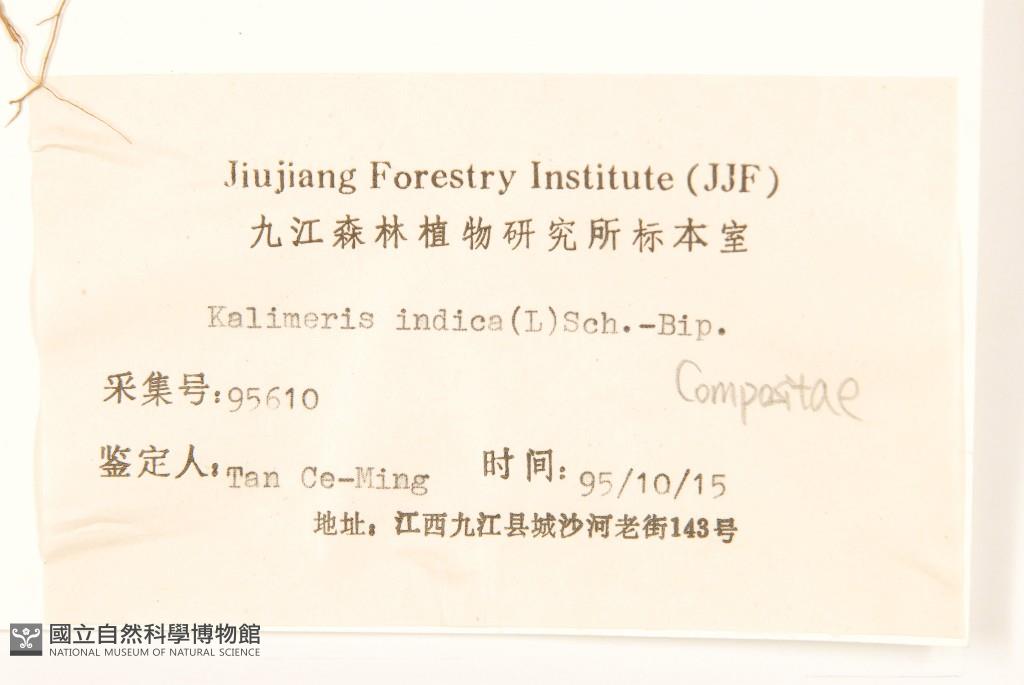 Jiujiang Forestry Institute (JJF)
九江森林植物研究所标本室
Kalimeris indica(L)Sch.-Bip.
采集号:95610
Compositae
鉴定人:Tan Ce-Ming 时间:95/10/15
地址:江西九江县城沙河老街143号
國立自然科學博物館
NATIONAL MUSEUM OF NATURAL SCIENCE